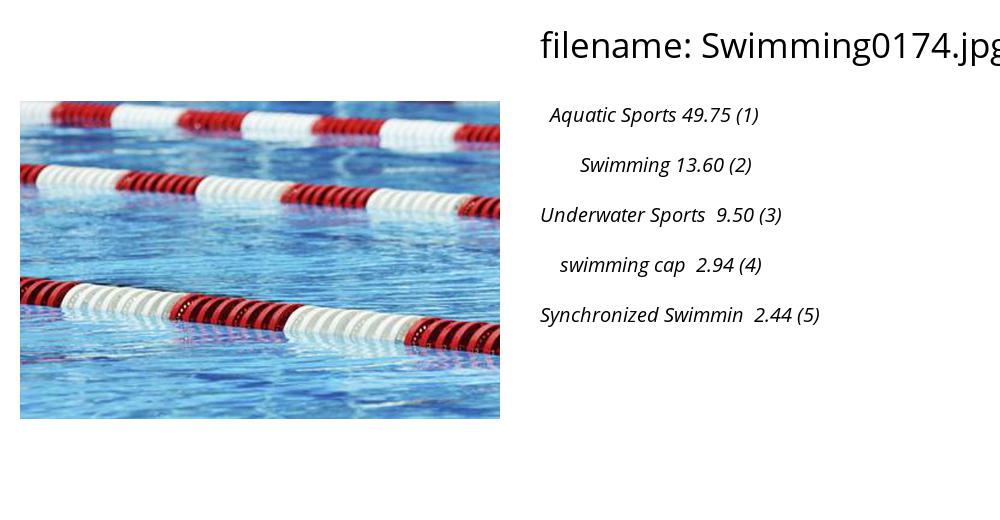 filename: Swimming0174.jpg
Aquatic Sports 49.75 (1)
Swimming 13.60 (2)
Underwater Sports 9.50 (3)
swimming cap 2.94 (4)
Synchronized Swimmin 2.44 (5)